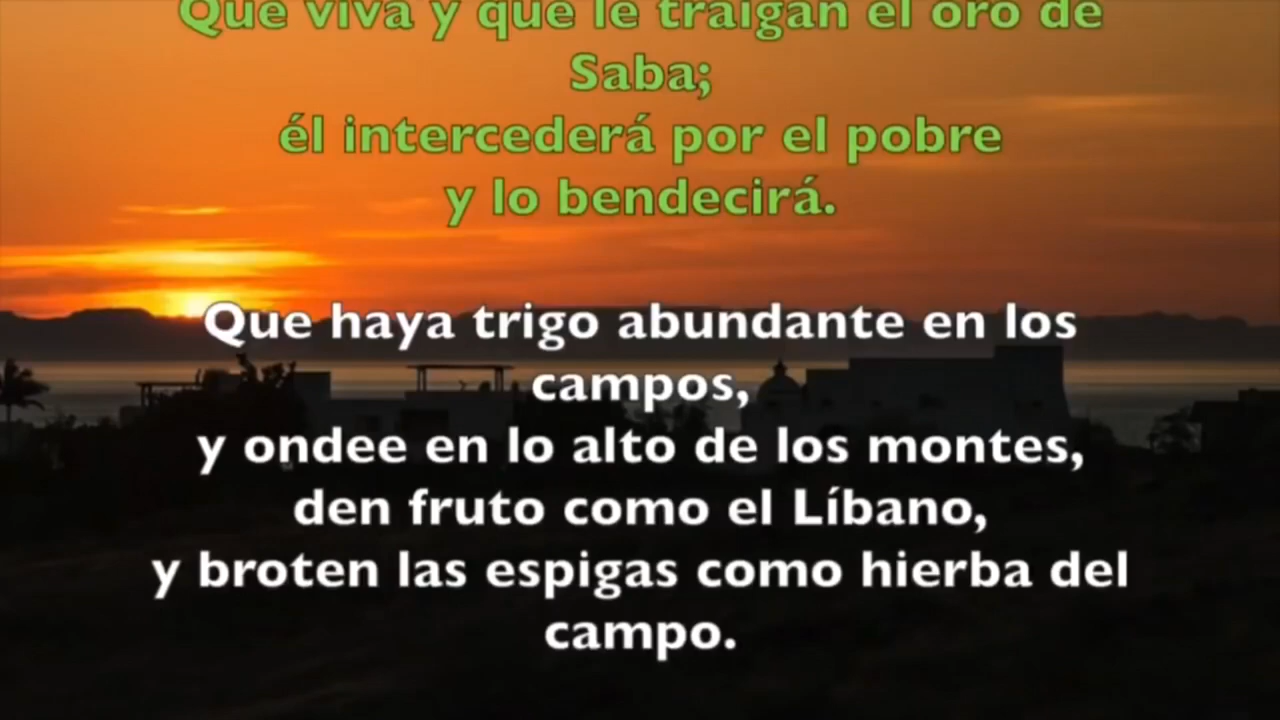 Que viva y que le traigan el oro de
Saba;
él intercederá por el pobre
y lo bendecirá.
Que haya trigo abundante en los
campos,
y ondee en lo alto de los montes,
den fruto como el Líbano,
y broten las espigas como hierba del
campo.